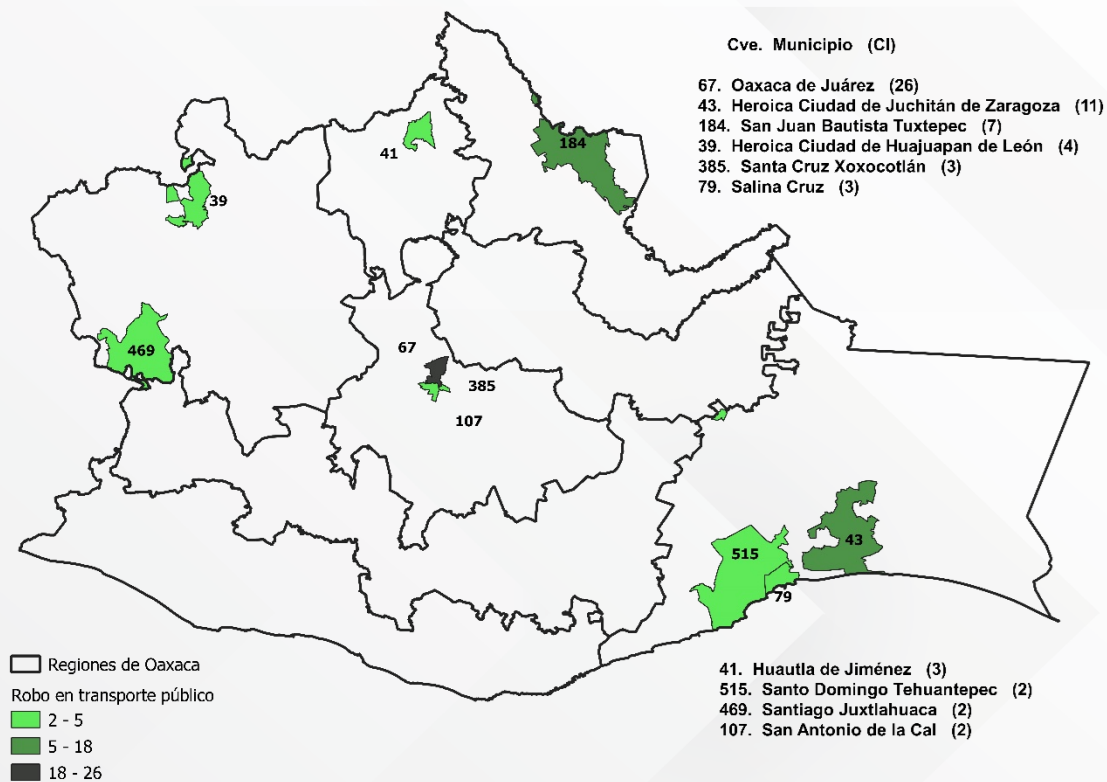 Cve. Municipio (CI)
67. Oaxaca de Juárez (26)
43. Heroica Ciudad de Juchitán de Zaragoza (11)
184. San Juan Bautista Tuxtepec (7)
39. Heroica Ciudad de Huajuapan de León (4)
385. Santa Cruz Xoxocotlán (3)
79. Salina Cruz (3)
184
41
39
469
67
385
107
43
515
79
Regiones de Oaxaca
Robo en transporte público
2 - 5
5 - 18
18 - 26
41. Huautla de Jiménez (3)
515. Santo Domingo Tehuantepec (2)
469. Santiago Juxtlahuaca (2)
107. San Antonio de la Cal (2)